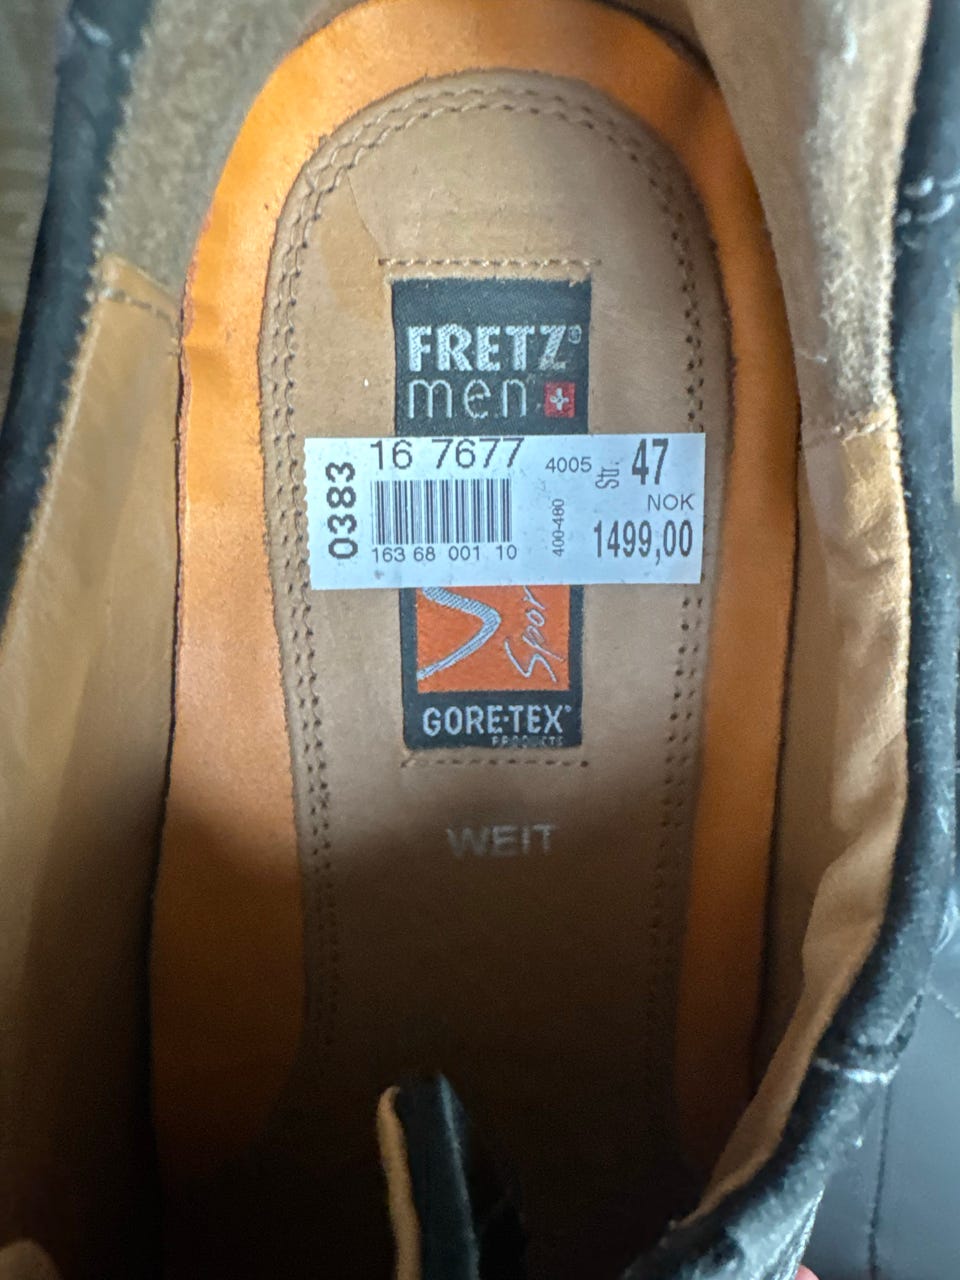 FRETZ®
men
0383
16 7677
4005
Str.
47
NOK
163 68 001 10
400-480
1499,00
GORE-TEX®
PRODUCTS
WEIT